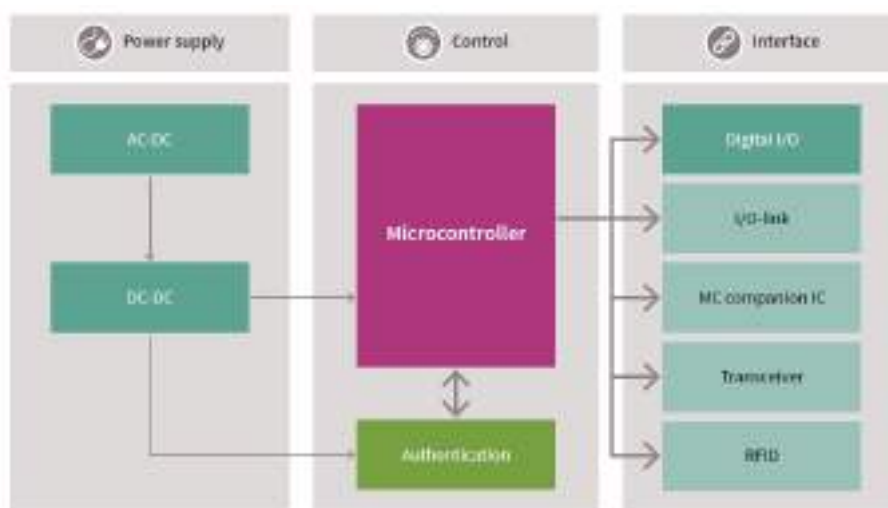 Power supply
Control
Interface
AC-DC
DC-DC
Microcontroller
Authentication
Digital I/O
I/O-link
MC companion IC
Transceiver
RFID